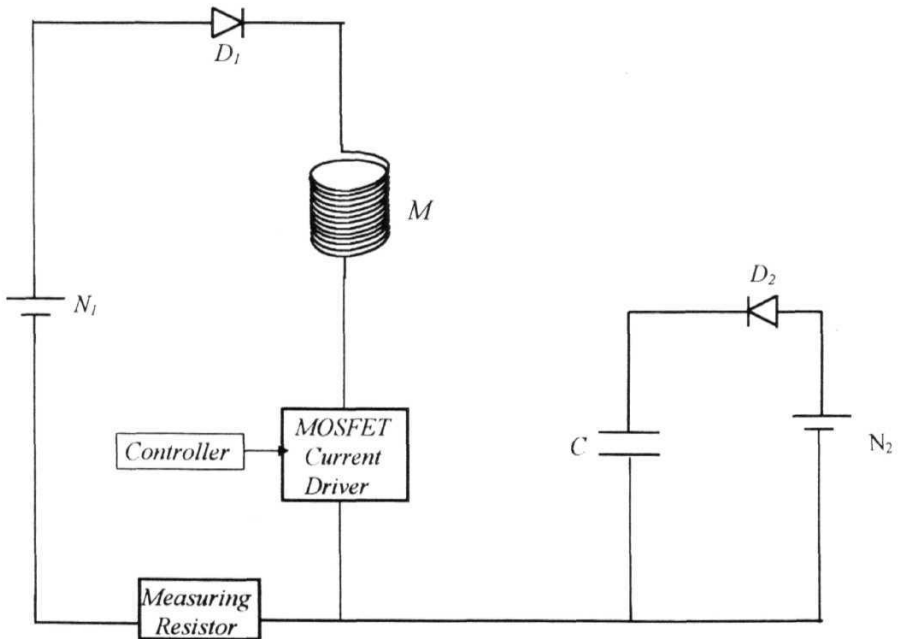 D1
M
N1
D2
MOSFET
Current
Driver
Controller
C
N2
Measuring
Resistor